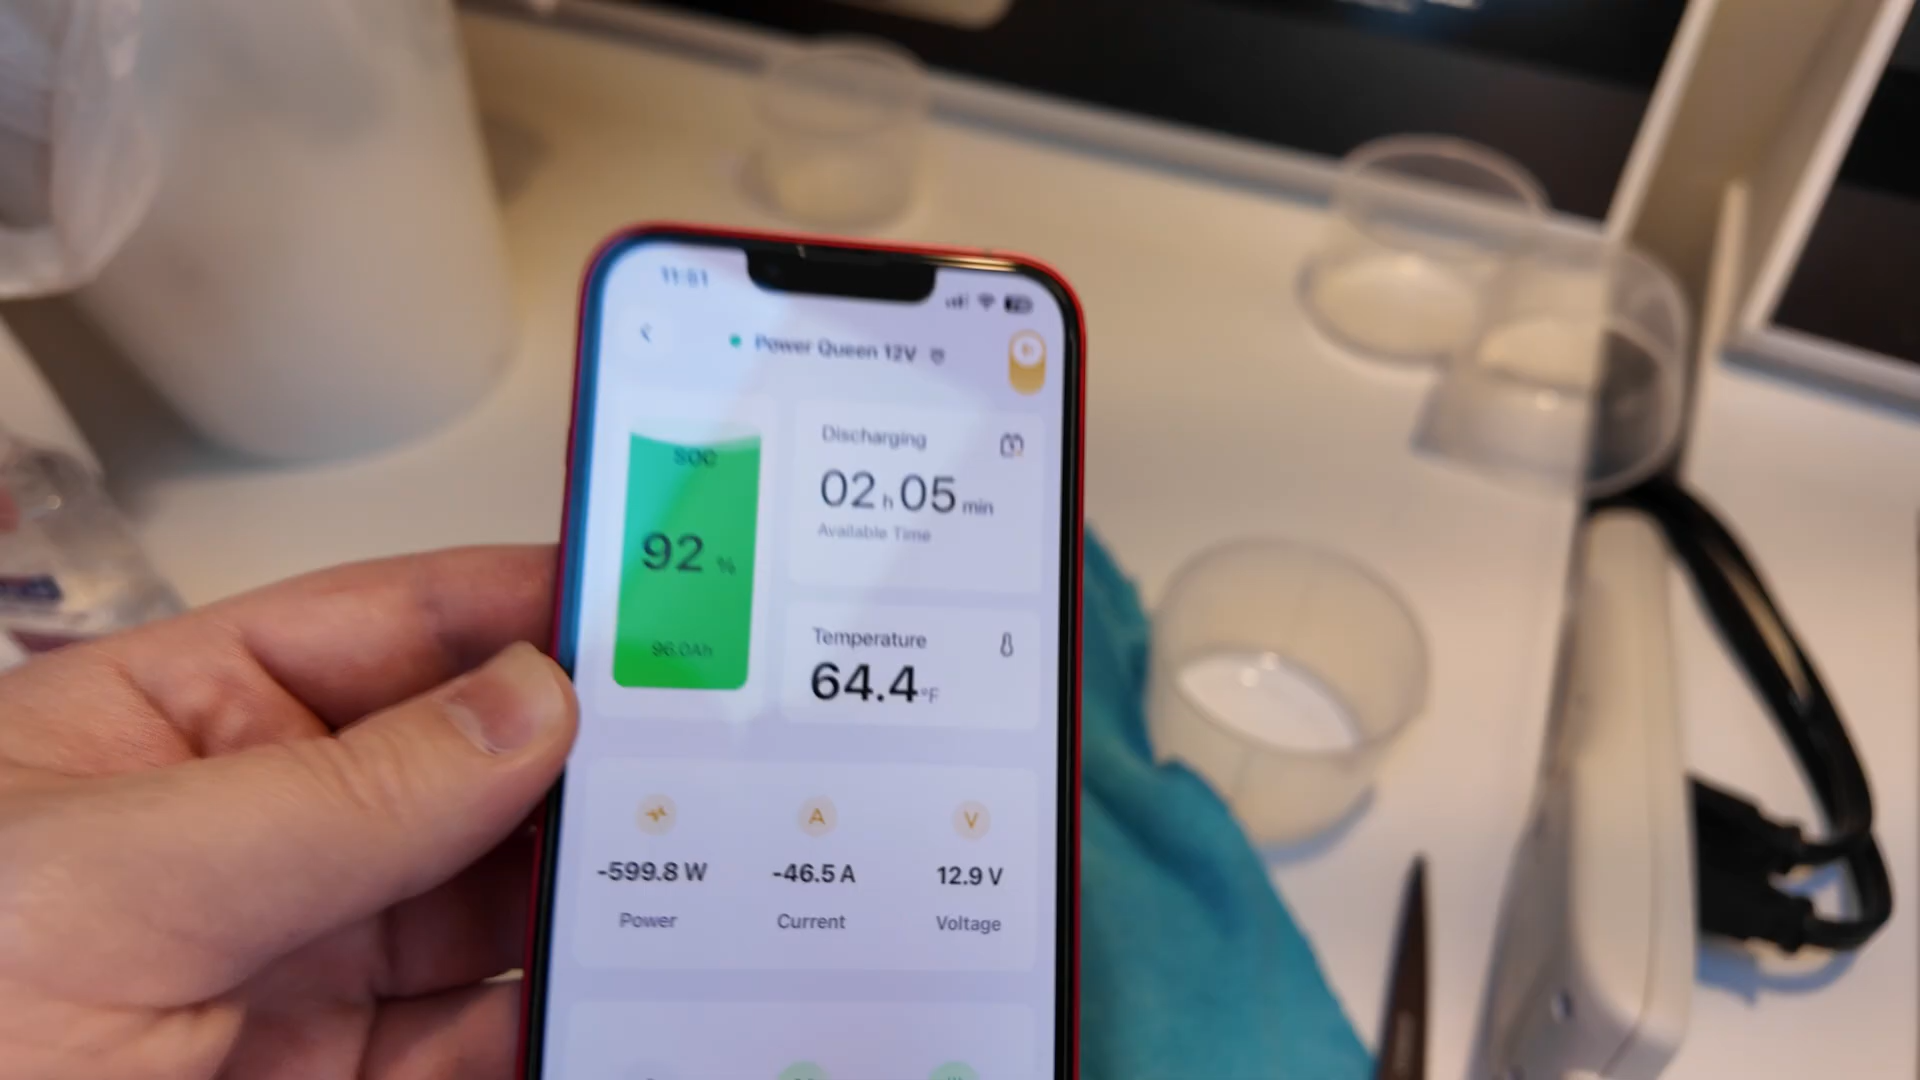 11:51
Power Queen 12V
SOC
92 %
96.0Ah
Discharging
02 h 05 min
Available Time
Temperature
64.4 °F
A
V
-599.8 W
-46.5 A
12.9 V
Power
Current
Voltage